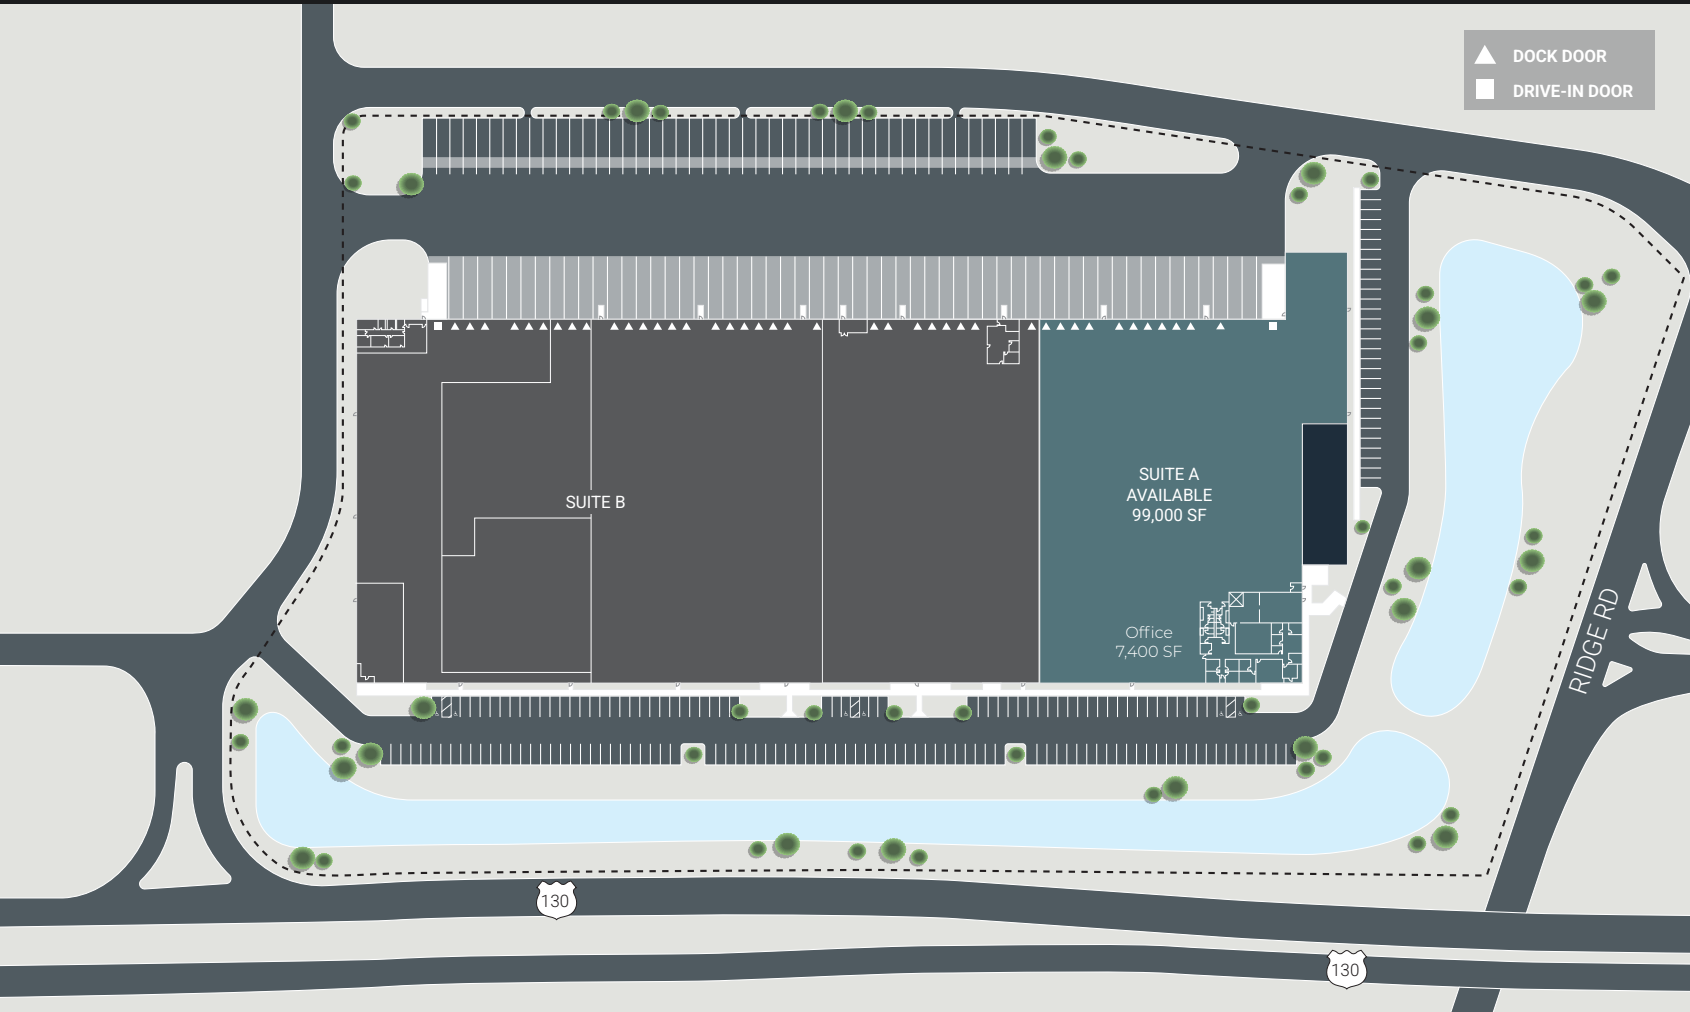 DOCK DOOR
DRIVE-IN DOOR
SUITE A
AVAILABLE
99,000 SF
SUITE B
Office
7,400 SF
RIDGE RD
130
130